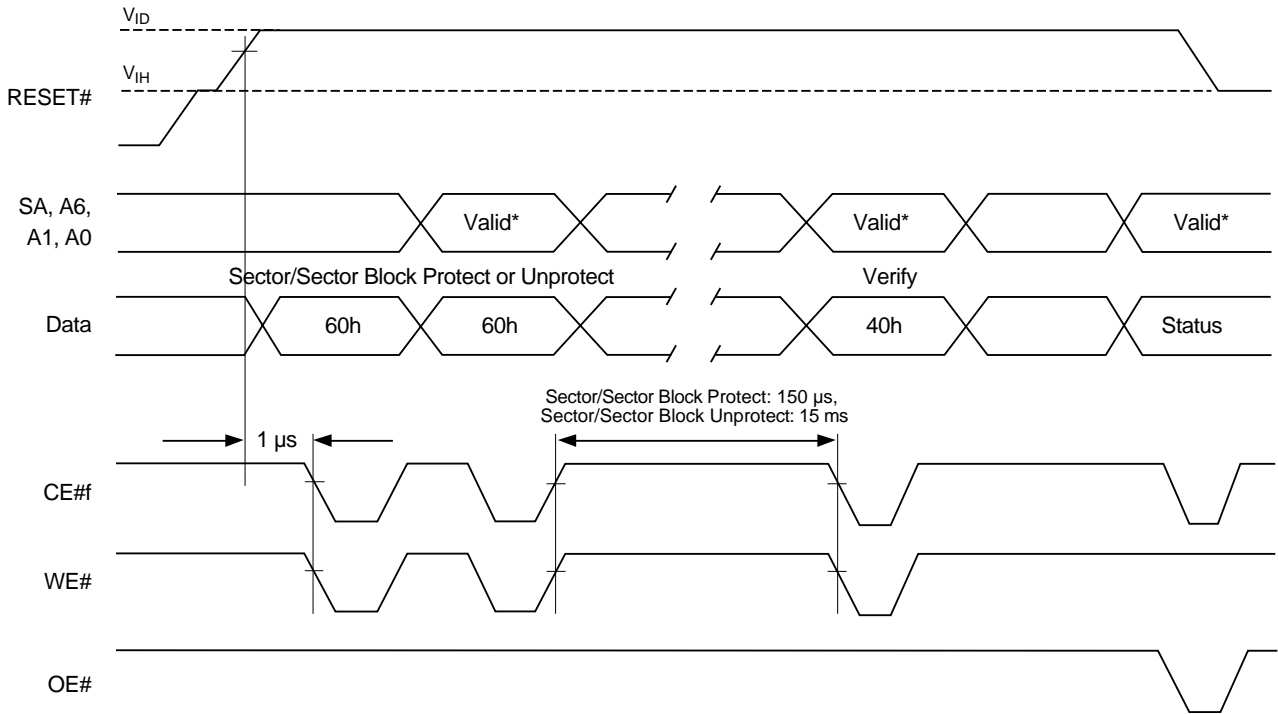 VID
VIH
RESET#
SA, A6,
A1, A0
Valid*
Valid*
Valid*
Sector/Sector Block Protect or Unprotect
Verify
Data
60h
60h
40h
Status
Sector/Sector Block Protect: 150 µs,
Sector/Sector Block Unprotect: 15 ms
1 µs
CE#f
WE#
OE#